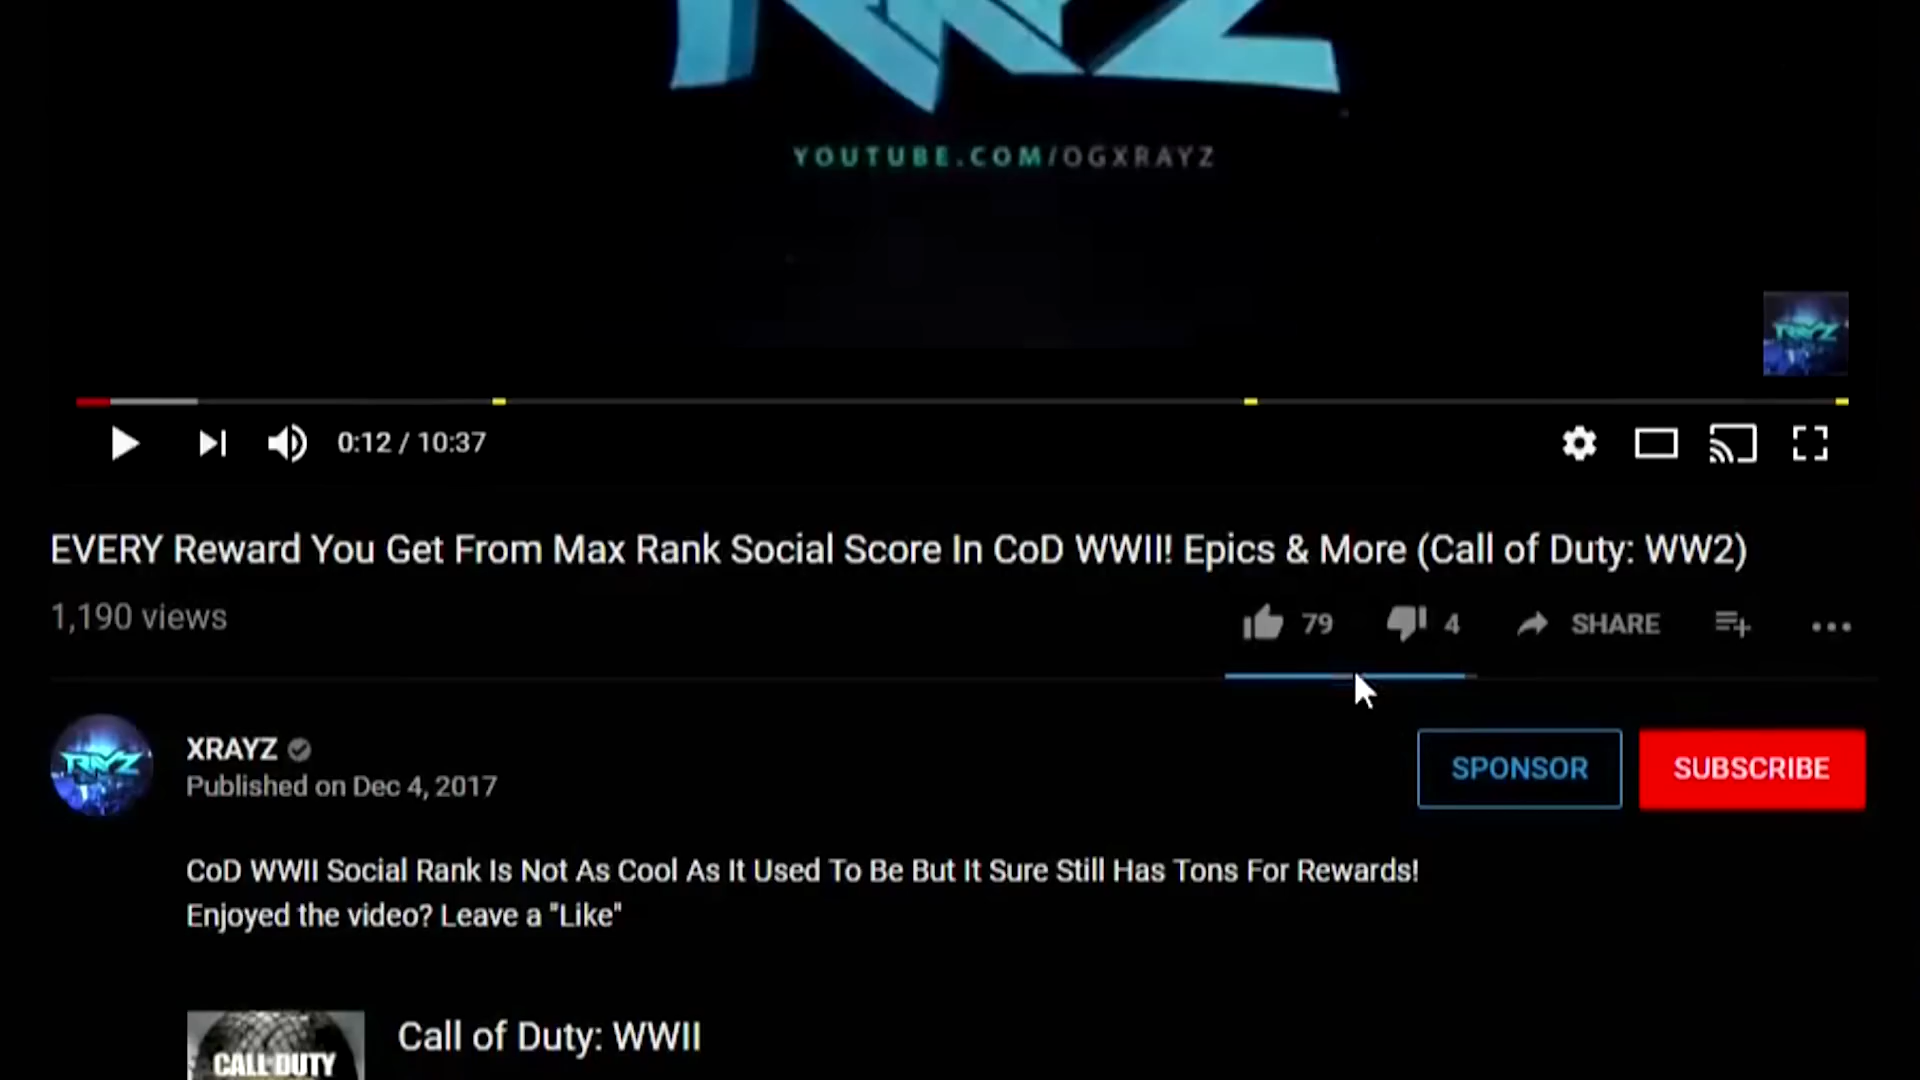 YOUTUBE.COM/OGXRAYZ
0:12 / 10:37
EVERY Reward You Get From Max Rank Social Score In CoD WWII! Epics & More (Call of Duty: WW2)
1,190 views
79
4
SHARE
RAYZ
XRAYZ
Published on Dec 4, 2017
SPONSOR
SUBSCRIBE
CoD WWII Social Rank Is Not As Cool As It Used To Be But It Sure Still Has Tons For Rewards!
Enjoyed the video? Leave a "Like"
CALL OF DUTY
Call of Duty: WWII